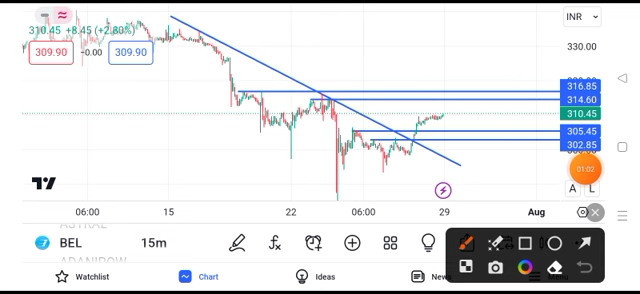 INR
310.45 +8.45 (+2.80%)
330.00
309.90 −0.00 309.90
316.85
314.60
310.45
305.45
302.85
01:02
A L
06:00 15 22 06:00 29 Aug
BEL 15m
Watchlist Chart Ideas News